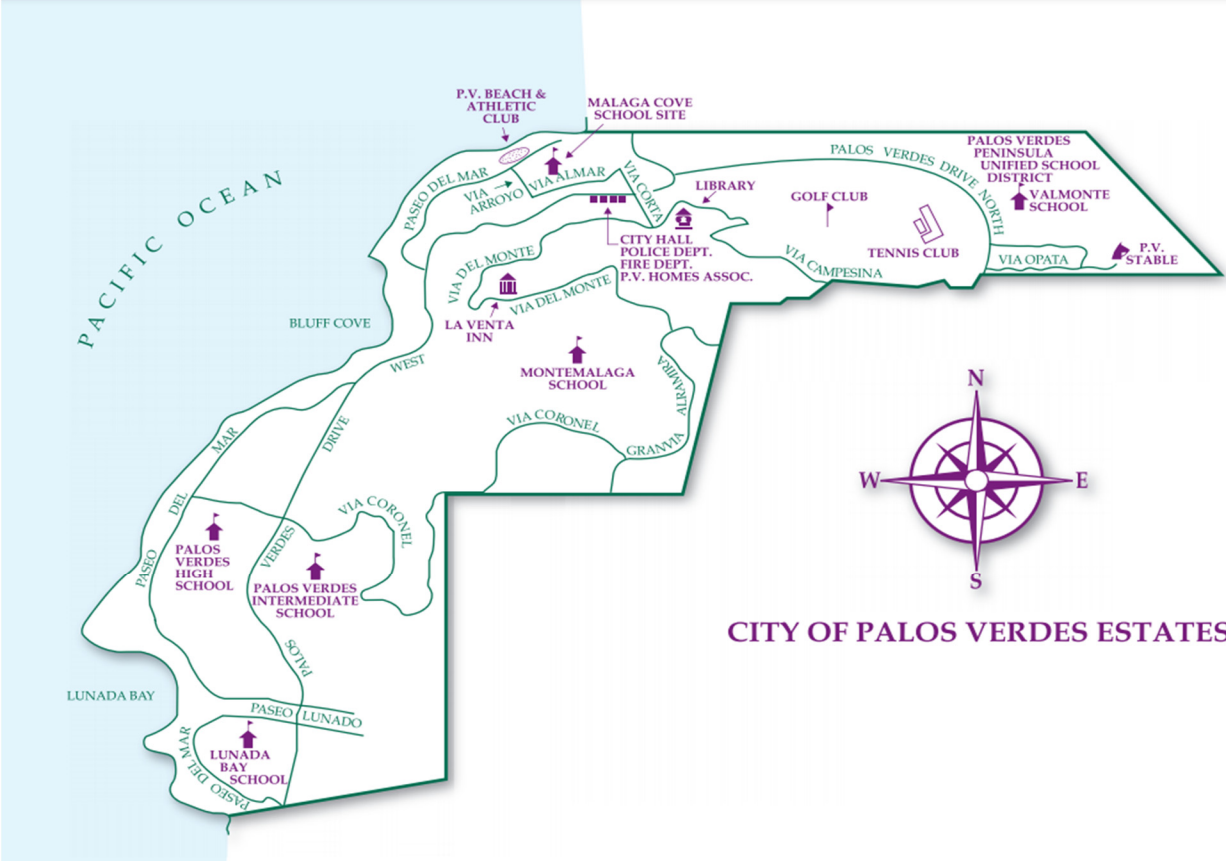 P.V. BEACH &
ATHLETIC
CLUB
MALAGA COVE
SCHOOL SITE
PALOS VERDES
PENINSULA
UNIFIED SCHOOL
DISTRICT
VALMONTE
SCHOOL
PALOS VERDES DRIVE NORTH
PASEO DEL MAR
VIA
ARROYO
VIA ALMAR
VIA CORTA
LIBRARY
GOLF CLUB
TENNIS CLUB
CITY HALL
POLICE DEPT.
FIRE DEPT.
P.V. HOMES ASSOC.
VIA CAMPESINA
VIA OPATA
P.V.
STABLE
PACIFIC OCEAN
VIA DEL MONTE
VIA DEL MONTE
LA VENTA
INN
BLUFF COVE
WEST
MONTEMALAGA
SCHOOL
VIALRAMIRA
VIA CORONEL
GRANVIA
N
W
E
S
DRIVE
MAR
DEL
PASEO
VIA CORONEL
VERDES
PALOS
VERDES
HIGH
SCHOOL
PALOS VERDES
INTERMEDIATE
SCHOOL
CITY OF PALOS VERDES ESTATES
PALOS
LUNADA BAY
PASEO LUNADO
LUNADA
BAY
SCHOOL
PASEO DEL MAR